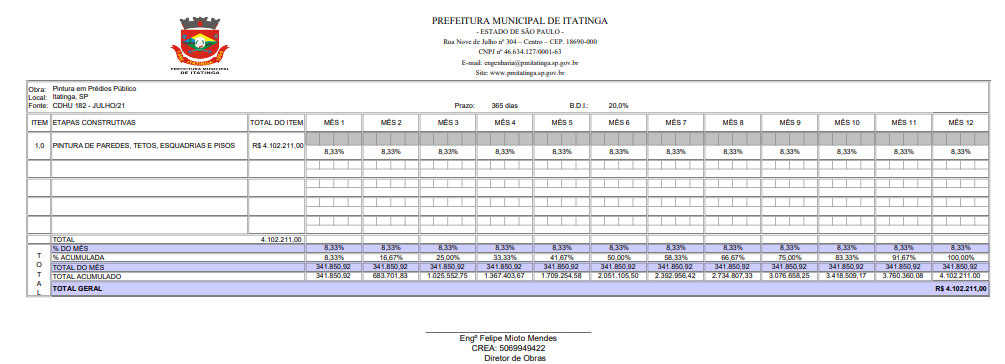 PREFEITURA MUNICIPAL DE ITATINGA
- ESTADO DE SÃO PAULO -
Rua Nove de Julho nº 304 – Centro – CEP. 18690-000
CNPJ nº 46.634.127/0001-63
E-mail: engenharia@pmitatinga.sp.gov.br
Site: www.pmitatinga.sp.gov.br
PREFEITURA MUNICIPAL
DE ITATINGA
Obra: Pintura em Prédios Público
Local: Itatinga, SP
Fonte: CDHU 182 - JULHO/21 Prazo: 365 dias B.D.I.: 20,0%
ITEM ETAPAS CONSTRUTIVAS TOTAL DO ITEM MÊS 1 MÊS 2 MÊS 3 MÊS 4 MÊS 5 MÊS 6 MÊS 7 MÊS 8 MÊS 9 MÊS 10 MÊS 11 MÊS 12
1,0 PINTURA DE PAREDES, TETOS, ESQUADRIAS E PISOS R$ 4.102.211,00 8,33% 8,33% 8,33% 8,33% 8,33% 8,33% 8,33% 8,33% 8,33% 8,33% 8,33% 8,33%
TOTAL 4.102.211,00
TOTAL
% DO MÊS 8,33% 8,33% 8,33% 8,33% 8,33% 8,33% 8,33% 8,33% 8,33% 8,33% 8,33% 8,33%
% ACUMULADA 8,33% 16,67% 25,00% 33,33% 41,67% 50,00% 58,33% 66,67% 75,00% 83,33% 91,67% 100,00%
TOTAL DO MÊS 341.850,92 341.850,92 341.850,92 341.850,92 341.850,92 341.850,92 341.850,92 341.850,92 341.850,92 341.850,92 341.850,92 341.850,92
TOTAL ACUMULADO 341.850,92 683.701,83 1.025.552,75 1.367.403,67 1.709.254,58 2.051.105,50 2.392.956,42 2.734.807,33 3.076.658,25 3.418.509,17 3.760.360,08 4.102.211,00
TOTAL GERAL R$ 4.102.211,00
Engº Felipe Mioto Mendes
CREA: 5069949422
Diretor de Obras